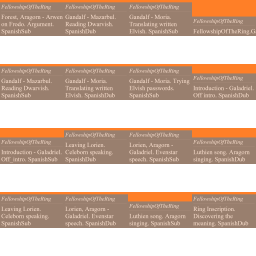 FellowshipOfTheRing
Forest, Aragorn - Arwen
on Frodo. Argument.
SpanishSub
FellowshipOfTheRing
Gandalf - Mazarbul.
Reading Dwarvish.
SpanishDub
FellowshipOfTheRing
Gandalf - Moria.
Translating written
Elvish. SpanishSub
FellowshipOfTheRing
FellowshipOfTheRing.G
FellowshipOfTheRing
Gandalf - Mazarbul.
Reading Dwarvish.
SpanishSub
FellowshipOfTheRing
Gandalf - Moria.
Translating written
Elvish. SpanishDub
FellowshipOfTheRing
Gandalf - Moria. Trying
Elvish passwords.
SpanishSub
FellowshipOfTheRing
Introduction - Galadriel.
Off intro. SpanishDub
FellowshipOfTheRing
Introduction - Galadriel.
Off intro. SpanishSub
FellowshipOfTheRing
Leaving Lorien.
Celeborn speaking.
SpanishDub
FellowshipOfTheRing
Lorien, Aragorn -
Galadriel. Evenstar
speech. SpanishDub
FellowshipOfTheRing
Luthien song. Aragorn
singing. SpanishDub
FellowshipOfTheRing
Leaving Lorien.
Celeborn speaking.
SpanishSub
FellowshipOfTheRing
Lorien, Aragorn -
Galadriel. Evenstar
speech. SpanishSub
FellowshipOfTheRing
Luthien song. Aragorn
singing. SpanishSub
FellowshipOfTheRing
Ring Inscription.
Discovering the
meaning. SpanishDub